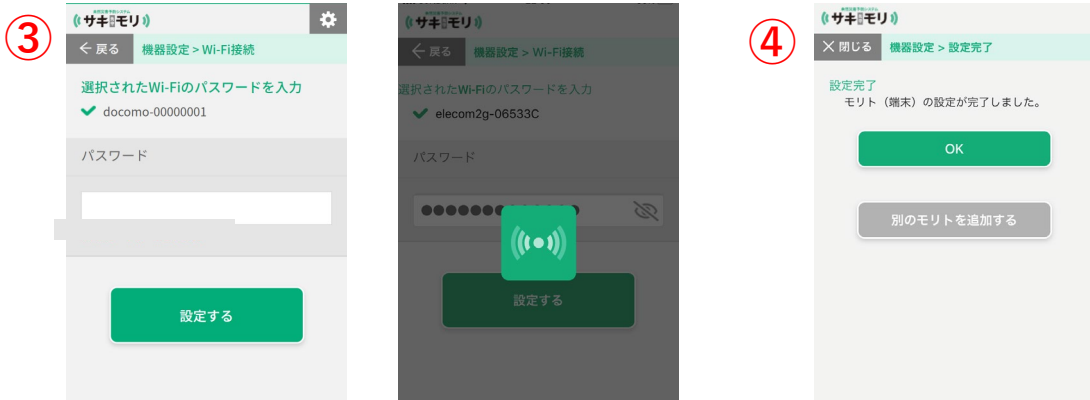 ③
サキモリ
戻る
機器設定 > Wi-Fi接続
選択されたWi-Fiのパスワードを入力
docomo-00000001
パスワード
設定する
サキモリ
戻る
機器設定 > Wi-Fi接続
選択されたWi-Fiのパスワードを入力
elecom2g-06533C
パスワード
設定する
④
サキモリ
閉じる
機器設定 > 設定完了
設定完了
モリト（端末）の設定が完了しました。
OK
別のモリトを追加する